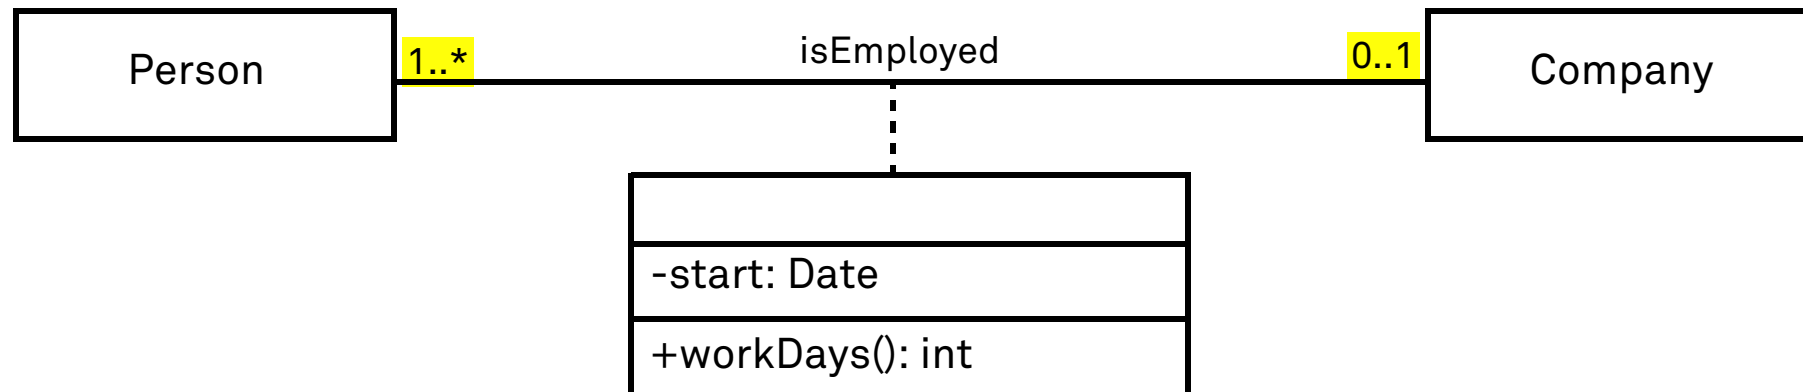 isEmployed
Person
1..*
0..1
Company
-start: Date
+workDays(): int